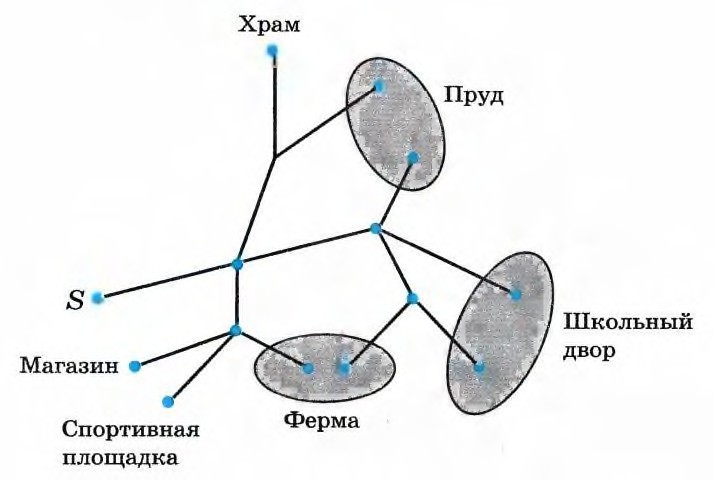 Храм
Пруд
S
Школьный
двор
Магазин
Ферма
Спортивная
площадка